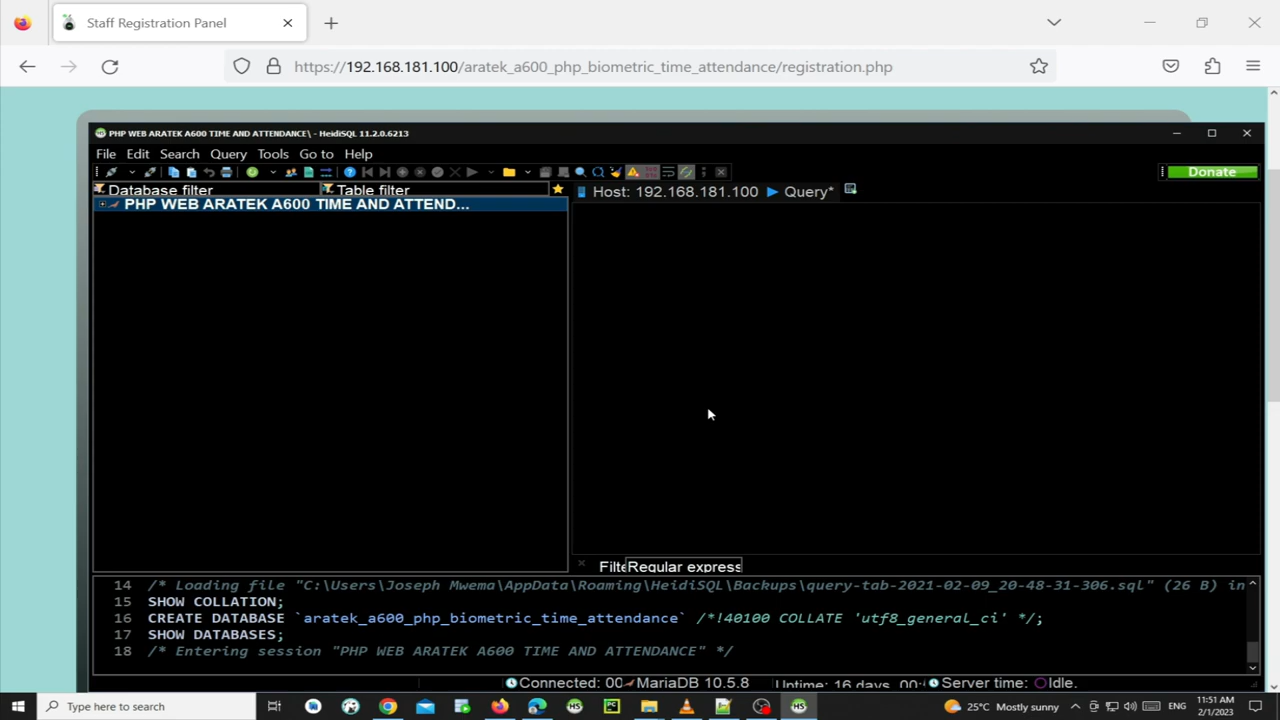 Staff Registration Panel
https://192.168.181.100/aratek_a600_php_biometric_time_attendance/registration.php
PHP WEB ARATEK A600 TIME AND ATTENDANCE\ - HeidiSQL 11.2.0.6213
File Edit Search Query Tools Go to Help
Donate
Database filter Table filter
Host: 192.168.181.100 Query*
PHP WEB ARATEK A600 TIME AND ATTEND...
Regular express
14 /* Loading file "C:\Users\Joseph Mwema\AppData\Roaming\HeidiSQL\Backups\query-tab-2021-02-09_20-48-31-306.sql" (26 B) in
15 SHOW COLLATION;
16 CREATE DATABASE `aratek_a600_php_biometric_time_attendance` /*!40100 COLLATE 'utf8_general_ci' */;
17 SHOW DATABASES;
18 /* Entering session "PHP WEB ARATEK A600 TIME AND ATTENDANCE" */
Connected: 00 MariaDB 10.5.8 Uptime: 16 days, Server time: Idle.
Type here to search
25°C Mostly sunny
ENG
11:51 AM
2/1/2023